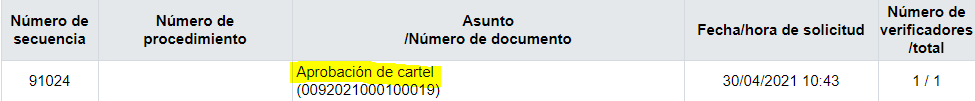 Número de secuencia
Número de procedimiento
Asunto
/Número de documento
Fecha/hora de solicitud
Número de verificadores /total
91024
Aprobación de cartel
(0092021000100019)
30/04/2021 10:43
1 / 1